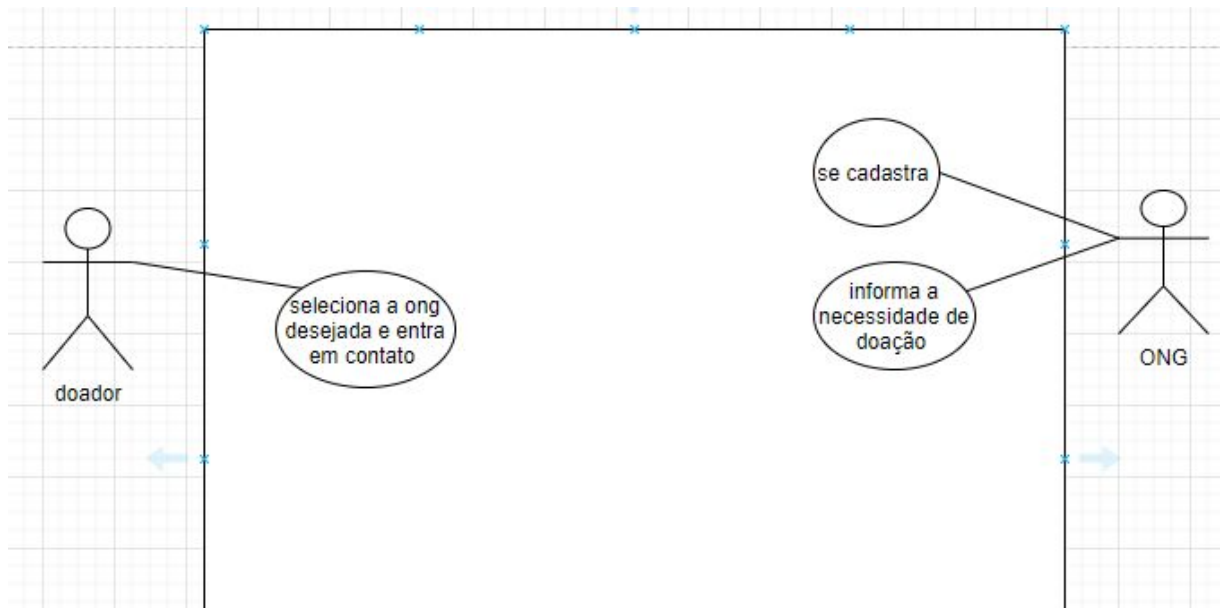 se cadastra
seleciona a ong
desejada e entra
em contato
informa a
necessidade de
doação
doador
ONG